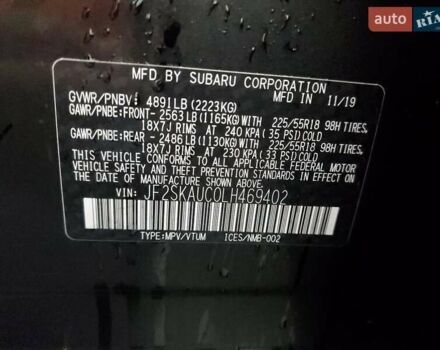 auto RIA
MFD BY SUBARU CORPORATION
MFD IN 11/19
GVWR/PNBV: 4891LB(2223KG)
GAWR/PNBE:FRONT- 2563LB(1165KG)WITH/AVEC 225/55R18 98H TIRES,
18X7J RIMS AT 240 KPA(35 PSI)COLD
GAWR/PNBE:REAR - 2486LB(1130KG)WITH/AVEC 225/55R18 98H TIRES,
18X7J RIMS AT 230 KPA(33 PSI)COLD
THIS VEHICLE CONFORMS TO ALL APPLICABLE FEDERAL MOTOR
VEHICLE SAFETY AND THEFT PREVENTION STANDARDS IN EFFECT ON
THE DATE OF MANUFACTURE SHOWN ABOVE.
VIN: JF2SKAUC0LH469402
TYPE:MPV/VTUM ICES/NMB-002